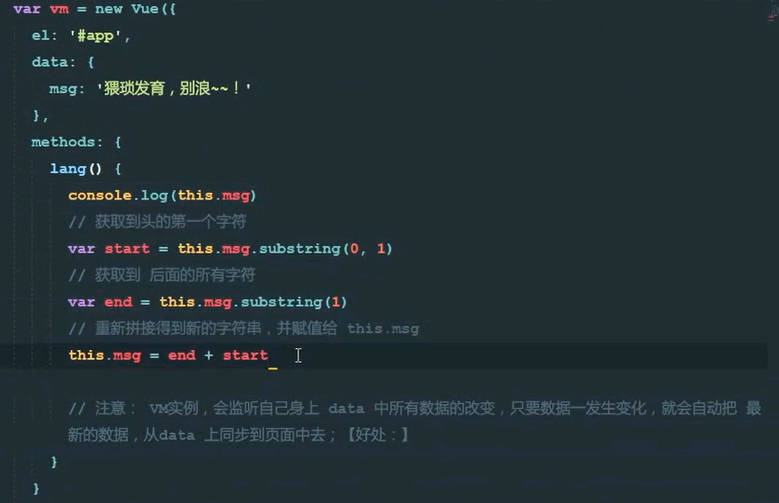 var vm = new Vue({
el: '#app',
data: {
msg: '猥琐发育，别浪~~！'
},
methods: {
lang() {
console.log(this.msg)
// 获取到头的第一个字符
var start = this.msg.substring(0, 1)
// 获取到 后面的所有字符
var end = this.msg.substring(1)
// 重新拼接得到新的字符串，并赋值给 this.msg
this.msg = end + start
// 注意： VM实例，会监听自己身上 data 中所有数据的改变，只要数据一发生变化，就会自动把 最
新的数据，从data 上同步到页面中去；【好处：】
}
}